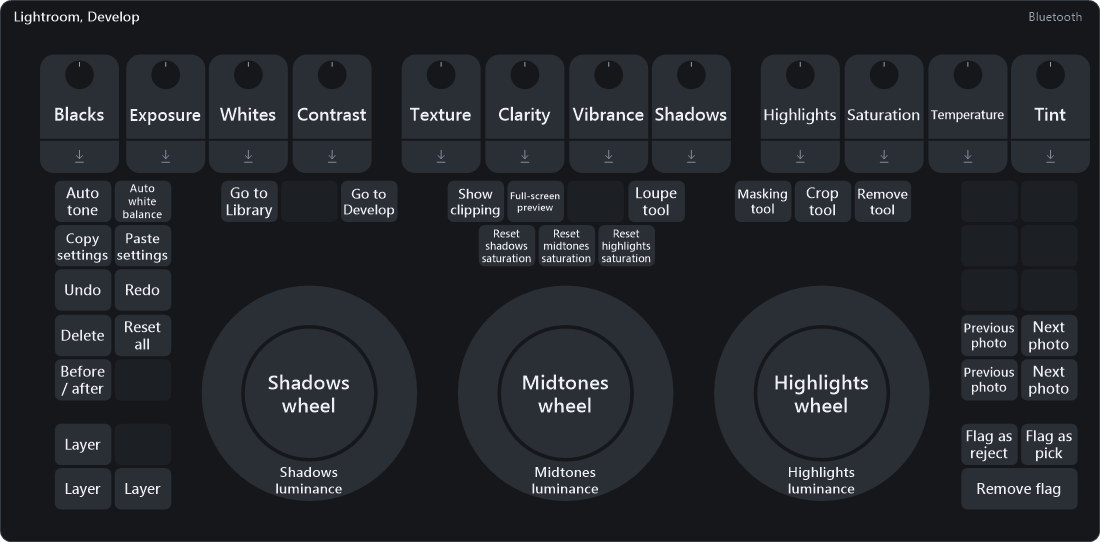 Lightroom, Develop
Bluetooth
Blacks
Exposure
Whites
Contrast
Texture
Clarity
Vibrance
Shadows
Highlights
Saturation
Temperature
Tint
Auto
tone
Auto
white
balance
Go to
Library
Go to
Develop
Show
clipping
Full-screen
preview
Loupe
tool
Masking
tool
Crop
tool
Remove
tool
Copy
settings
Paste
settings
Reset
shadows
saturation
Reset
midtones
saturation
Reset
highlights
saturation
Undo
Redo
Delete
Reset
all
Previous
photo
Next
photo
Before
/ after
Shadows
wheel
Midtones
wheel
Highlights
wheel
Previous
photo
Next
photo
Layer
Flag as
reject
Flag as
pick
Layer
Layer
Shadows
luminance
Midtones
luminance
Highlights
luminance
Remove flag